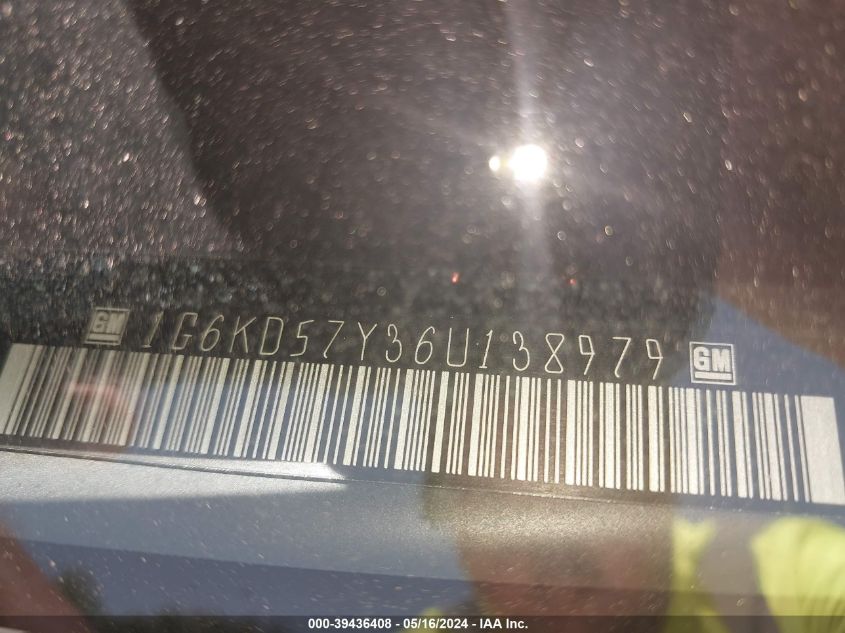 GM 1G6KD57Y36U138979 GM
000-39436408 - 05/16/2024 - IAA Inc.